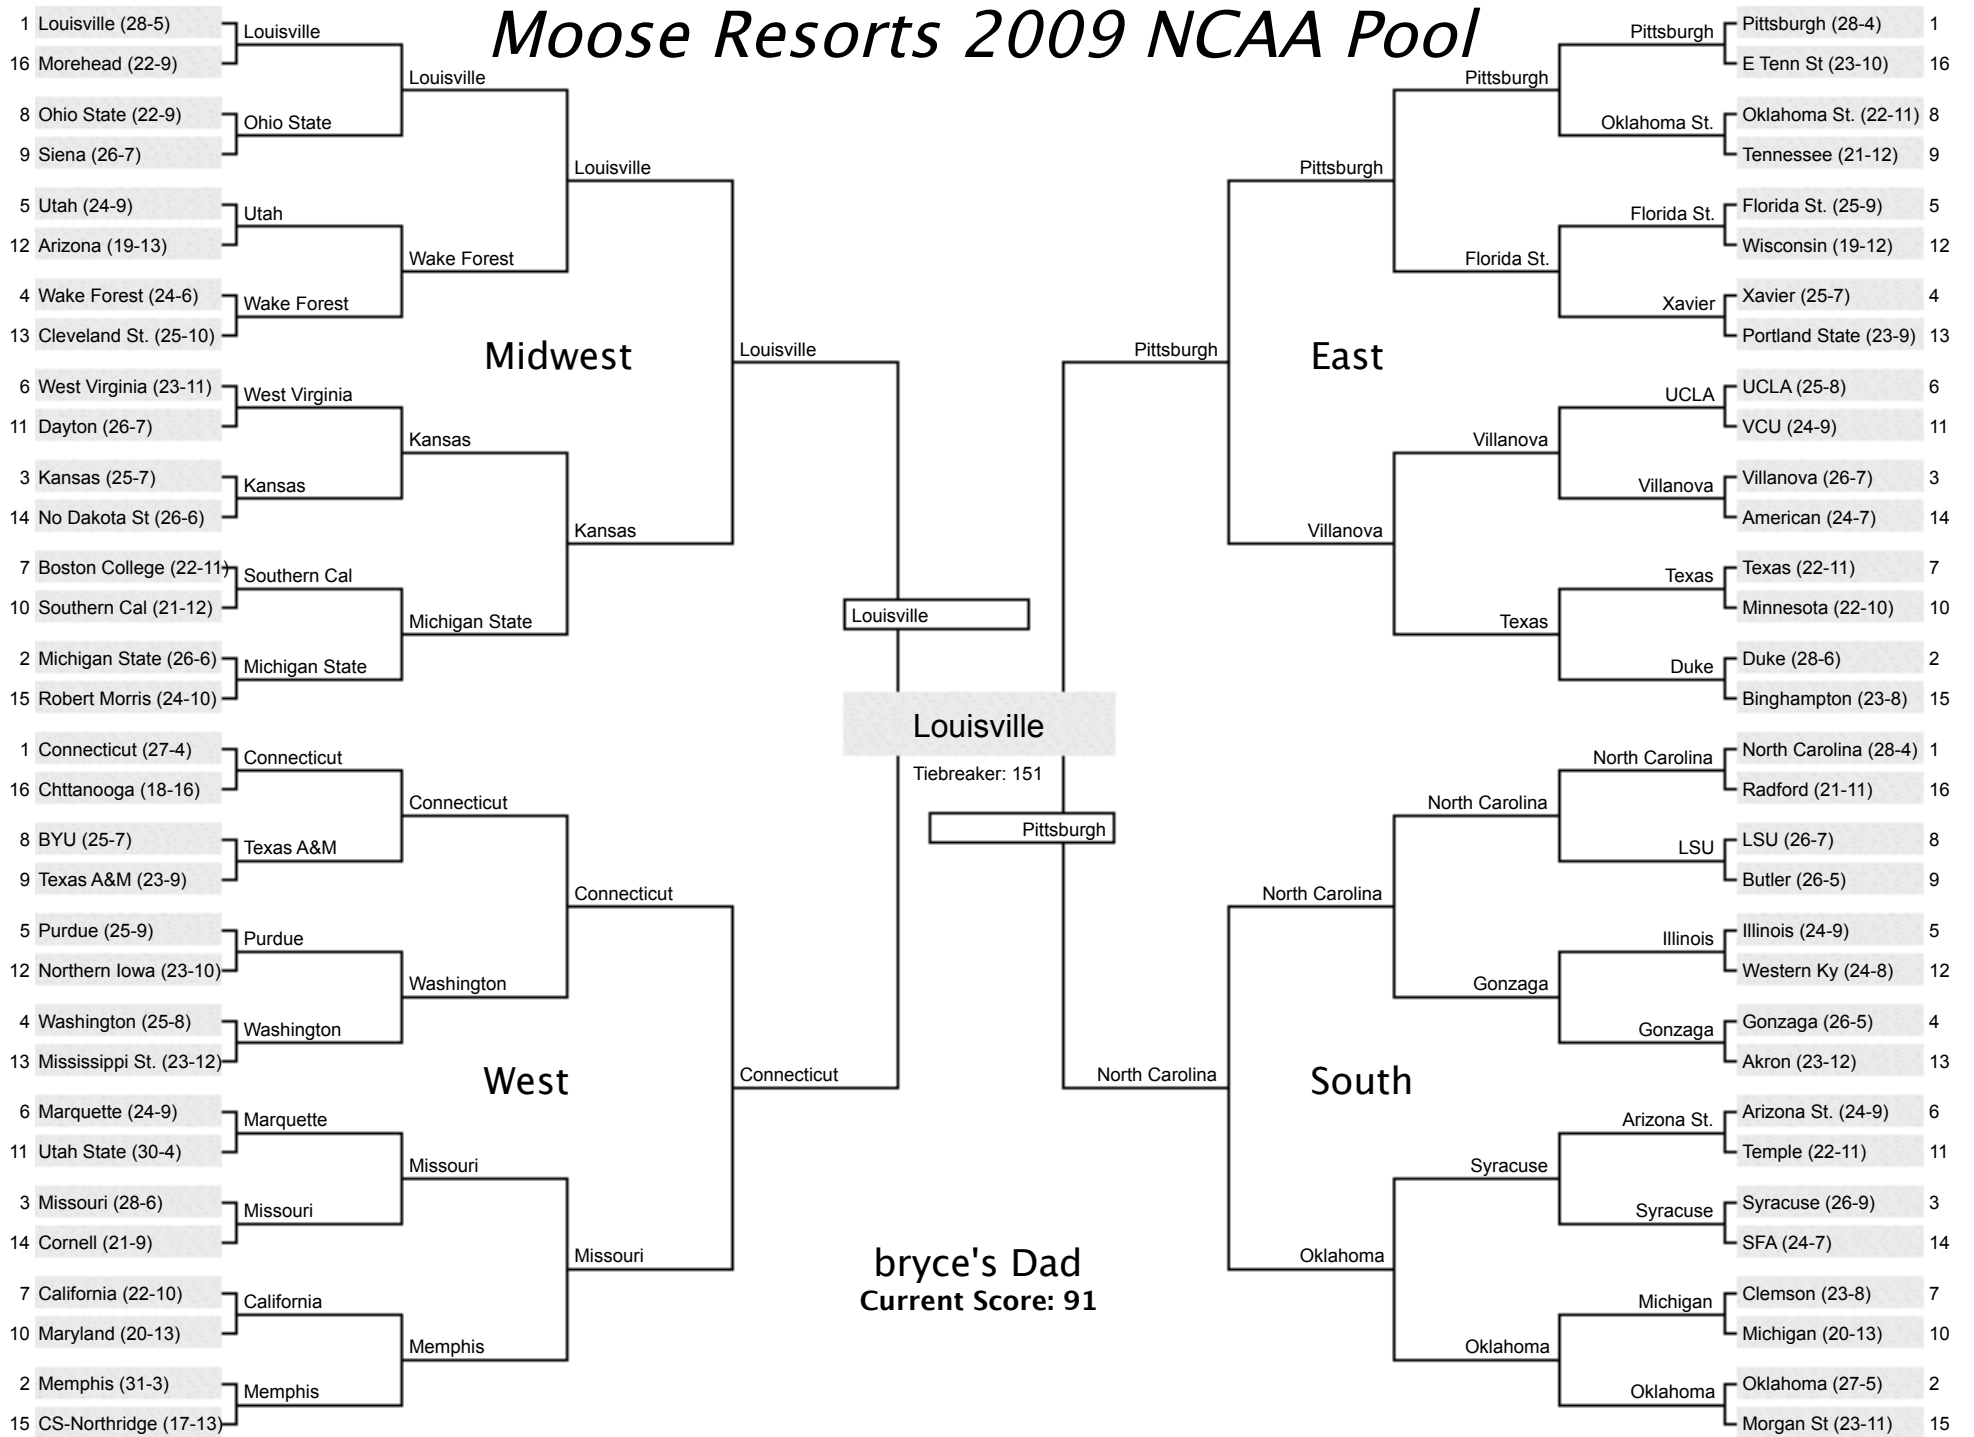 Moose Resorts 2009 NCAA Pool
1 Louisville (28-5)
16 Morehead (22-9)
8 Ohio State (22-9)
9 Siena (26-7)
5 Utah (24-9)
12 Arizona (19-13)
4 Wake Forest (24-6)
13 Cleveland St. (25-10)
6 West Virginia (23-11)
11 Dayton (26-7)
3 Kansas (25-7)
14 No Dakota St (26-6)
7 Boston College (22-11)
10 Southern Cal (21-12)
2 Michigan State (26-6)
15 Robert Morris (24-10)
Louisville
Ohio State
Utah
Wake Forest
West Virginia
Kansas
Southern Cal
Michigan State
Louisville
Wake Forest
Kansas
Michigan State
Louisville
Kansas
Midwest
Louisville
1 Connecticut (27-4)
16 Chttanooga (18-16)
8 BYU (25-7)
9 Texas A&M (23-9)
5 Purdue (25-9)
12 Northern Iowa (23-10)
4 Washington (25-8)
13 Mississippi St. (23-12)
6 Marquette (24-9)
11 Utah State (30-4)
3 Missouri (28-6)
14 Cornell (21-9)
7 California (22-10)
10 Maryland (20-13)
2 Memphis (31-3)
15 CS-Northridge (17-13)
Connecticut
Texas A&M
Purdue
Washington
Marquette
Missouri
California
Memphis
Connecticut
Washington
Missouri
Memphis
Connecticut
Missouri
West
Connecticut
Louisville
Louisville
Tiebreaker: 151
Pittsburgh
bryce's Dad
Current Score: 91
Pittsburgh
East
Pittsburgh
Villanova
Pittsburgh
Florida St.
Villanova
Texas
Pittsburgh
Oklahoma St.
Florida St.
Xavier
UCLA
Villanova
Texas
Duke
Pittsburgh (28-4) 1
E Tenn St (23-10) 16
Oklahoma St. (22-11) 8
Tennessee (21-12) 9
Florida St. (25-9) 5
Wisconsin (19-12) 12
Xavier (25-7) 4
Portland State (23-9) 13
UCLA (25-8) 6
VCU (24-9) 11
Villanova (26-7) 3
American (24-7) 14
Texas (22-11) 7
Minnesota (22-10) 10
Duke (28-6) 2
Binghampton (23-8) 15
North Carolina
South
North Carolina
Oklahoma
North Carolina
Gonzaga
Syracuse
Oklahoma
North Carolina
LSU
Illinois
Gonzaga
Arizona St.
Syracuse
Michigan
Oklahoma
North Carolina (28-4) 1
Radford (21-11) 16
LSU (26-7) 8
Butler (26-5) 9
Illinois (24-9) 5
Western Ky (24-8) 12
Gonzaga (26-5) 4
Akron (23-12) 13
Arizona St. (24-9) 6
Temple (22-11) 11
Syracuse (26-9) 3
SFA (24-7) 14
Clemson (23-8) 7
Michigan (20-13) 10
Oklahoma (27-5) 2
Morgan St (23-11) 15